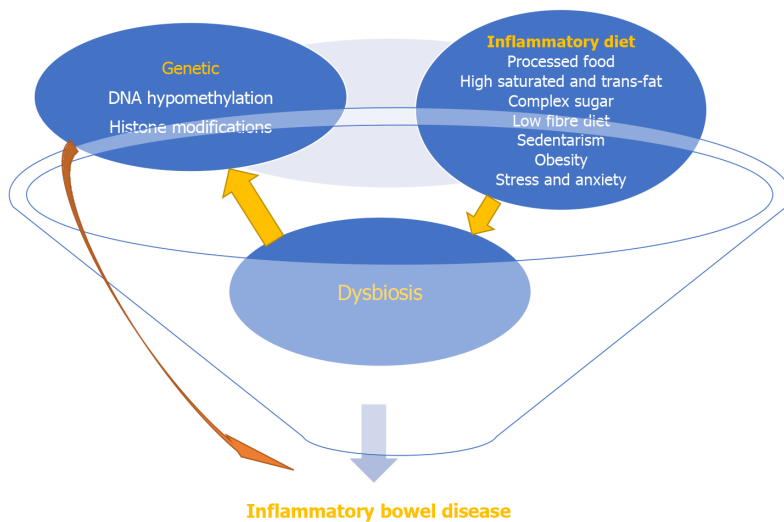 Genetic
DNA hypomethylation
Histone modifications
Inflammatory diet
Processed food
High saturated and trans-fat
Complex sugar
Low fibre diet
Sedentarism
Obesity
Stress and anxiety
Dysbiosis
Inflammatory bowel disease